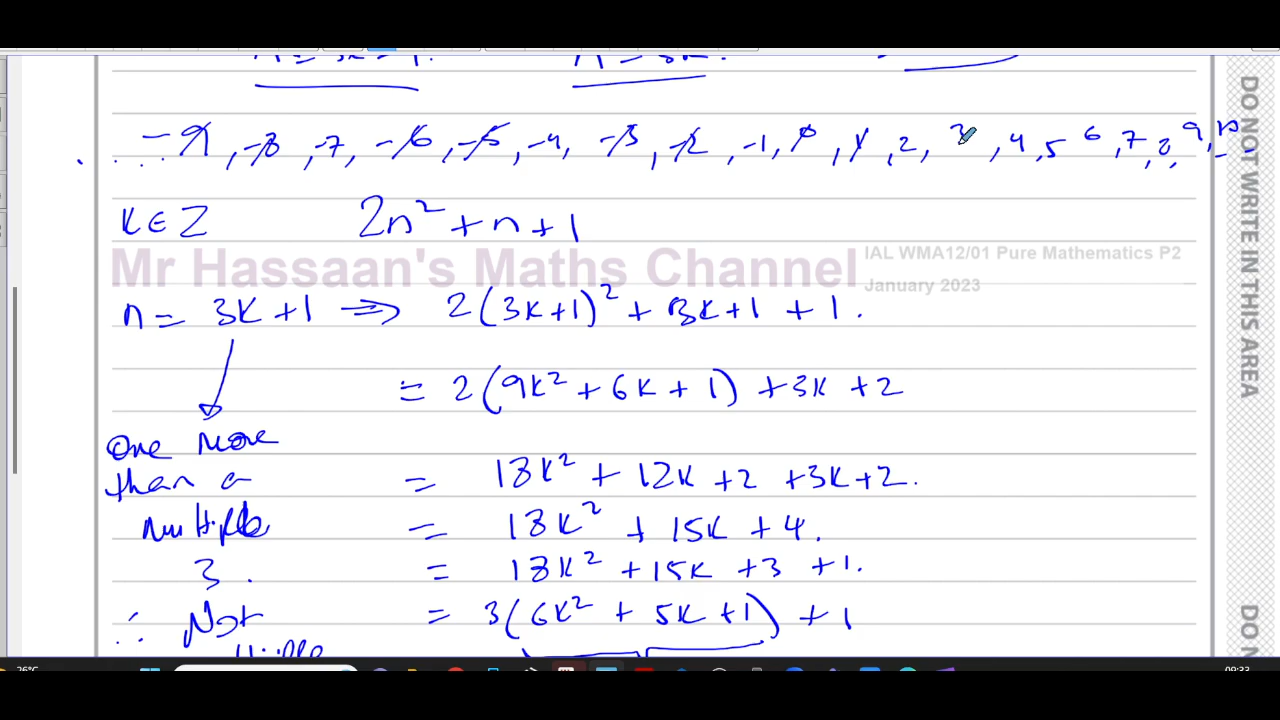 ... -9, -8, -7, -6, -5, -4, -3, -2, -1, 0, 1, 2, 3, 4, 5 6, 7, 8, 9, 10
K ∈ Z 2n² + n + 1
Mr Hassaan's Maths Channel
IAL WMA12/01 Pure Mathematics P2
January 2023
n = 3K + 1 ⇒ 2(3K+1)² + 3K+1 + 1.
= 2(9K² + 6K + 1) + 3K + 2
One more
than a
multiple
3.
∴ Not
= 18K² + 12K + 2 + 3K + 2.
= 18K² + 15K + 4.
= 18K² + 15K + 3 + 1.
= 3(6K² + 5K + 1) + 1
DO NOT WRITE IN THIS AREA
26°C
09:33